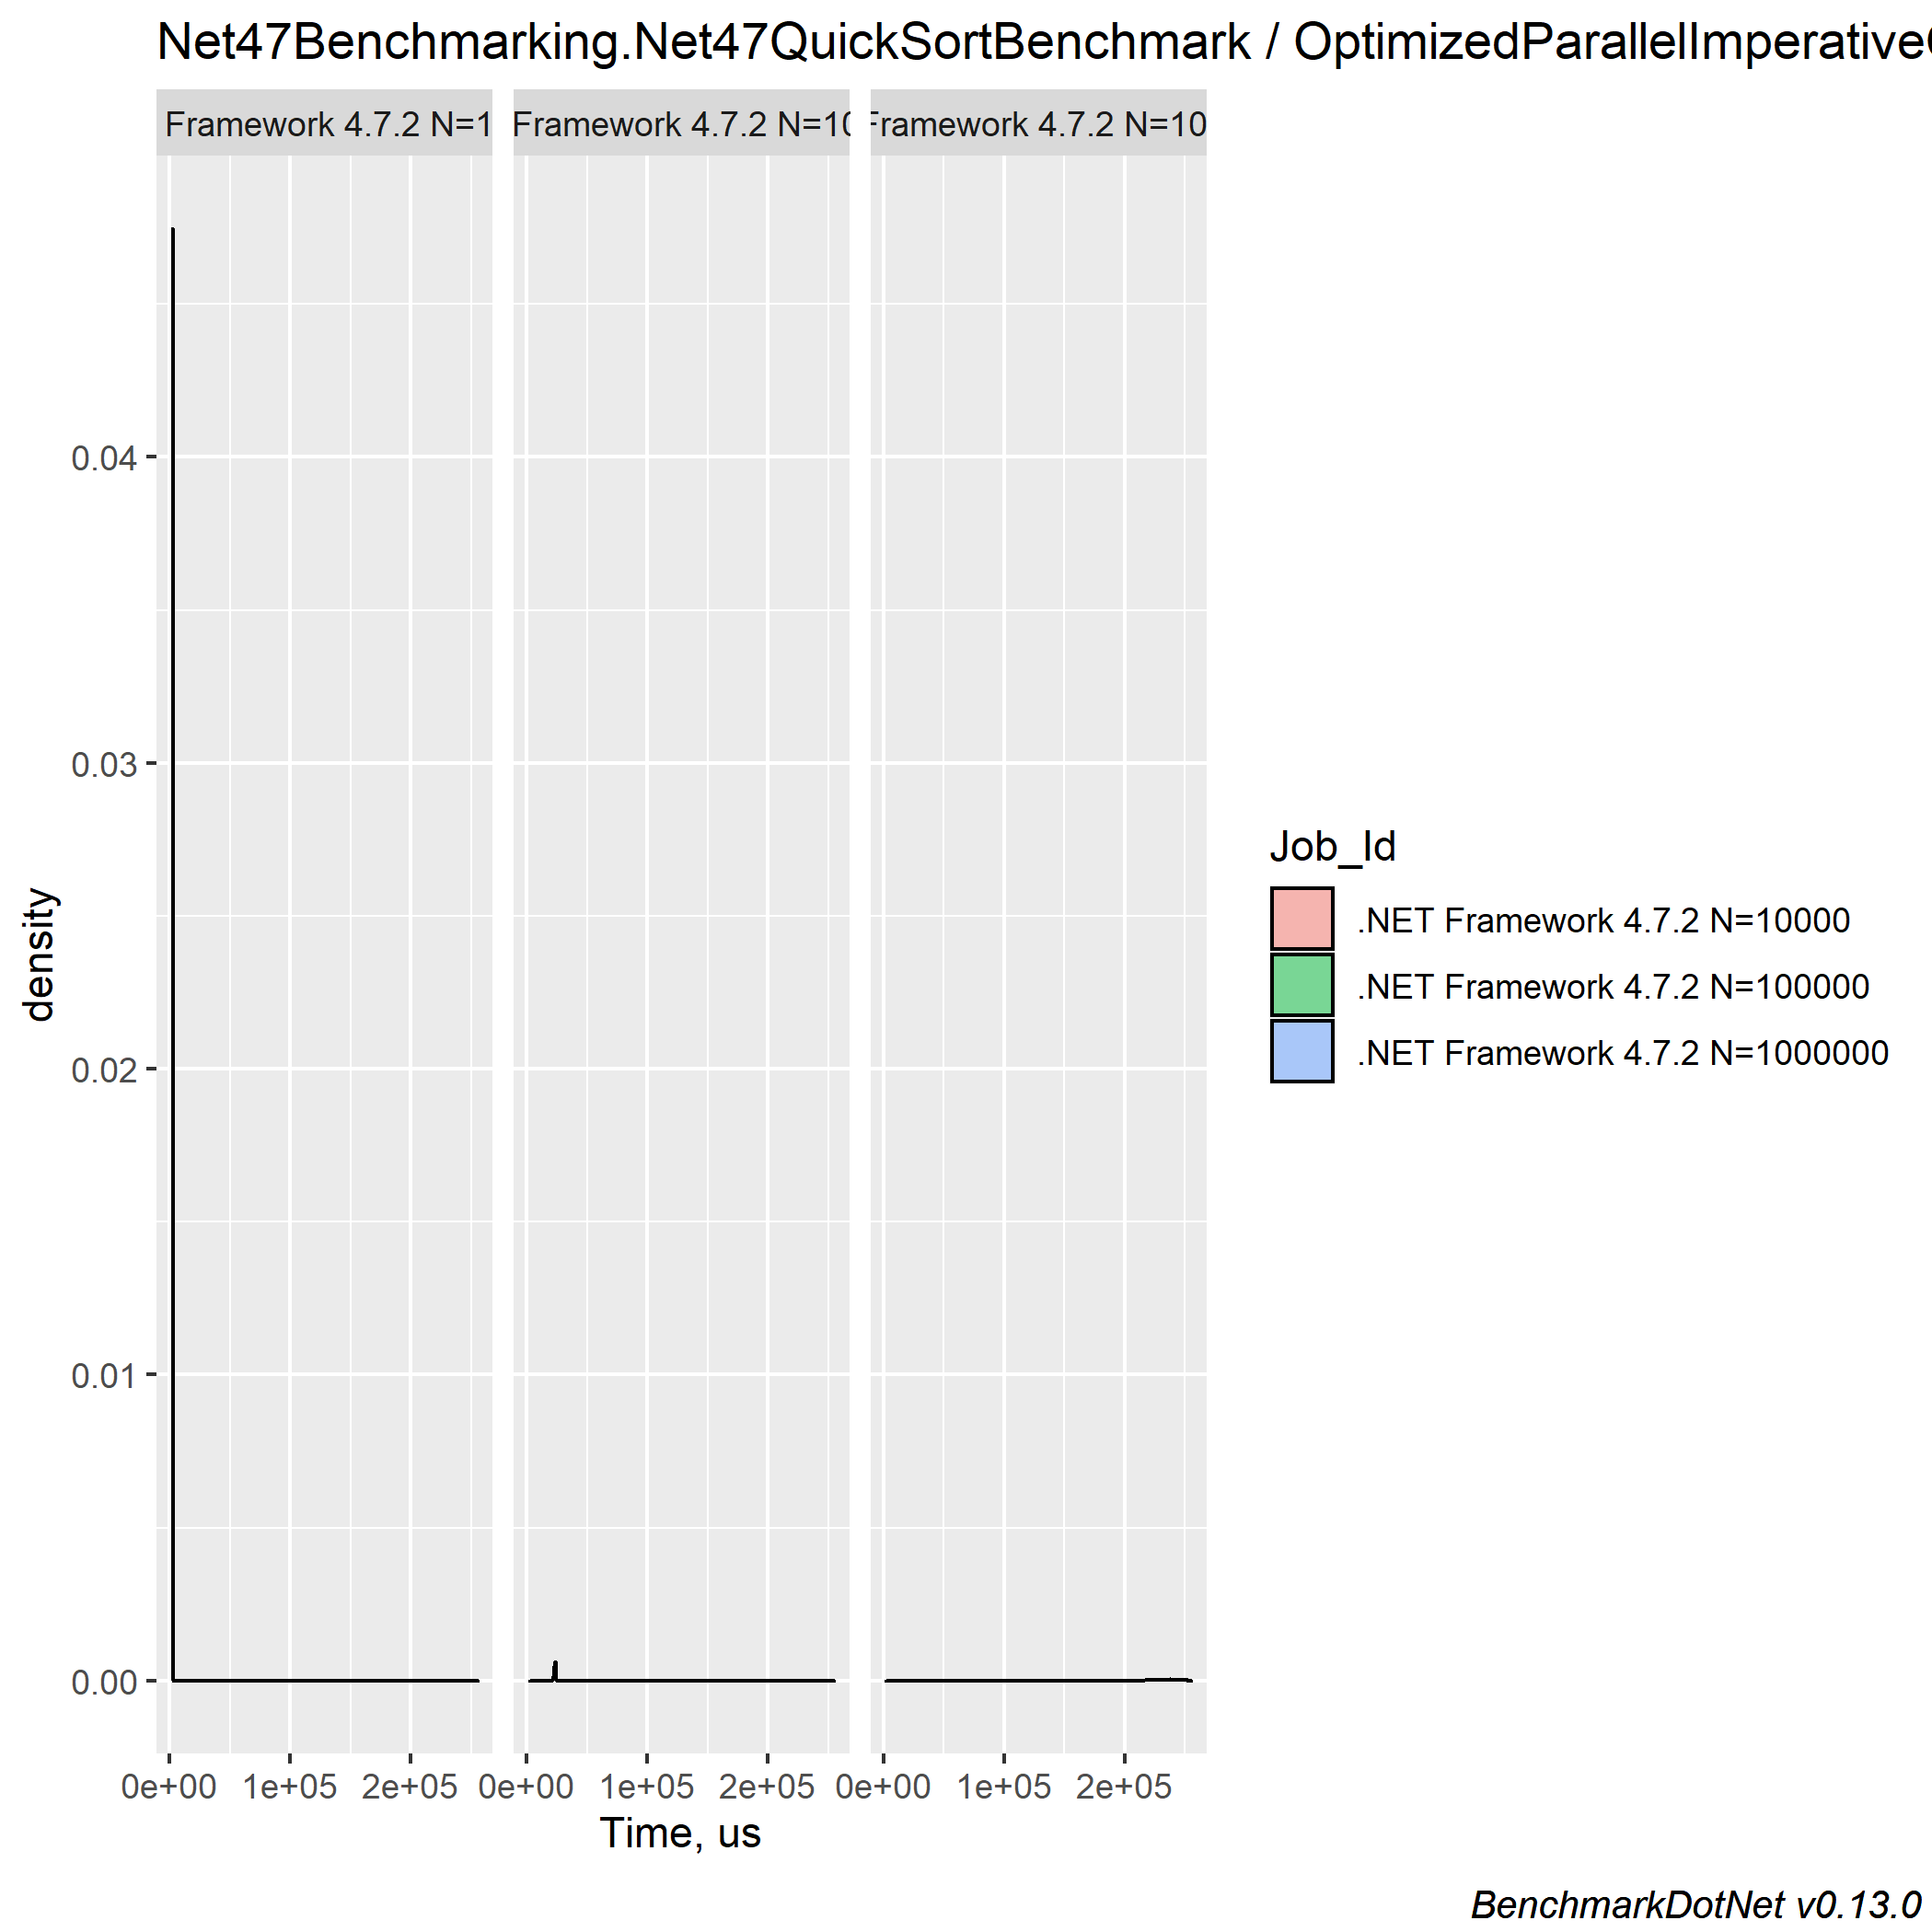 Net47Benchmarking.Net47QuickSortBenchmark / OptimizedParallelImperative
Framework 4.7.2 N=1
Framework 4.7.2 N=10
Framework 4.7.2 N=10
0.04
0.03
0.02
0.01
0.00
density
0e+00 1e+05 2e+05 0e+00 1e+05 2e+05 0e+00 1e+05 2e+05
Time, us
Job_Id
.NET Framework 4.7.2 N=10000
.NET Framework 4.7.2 N=100000
.NET Framework 4.7.2 N=1000000
BenchmarkDotNet v0.13.0